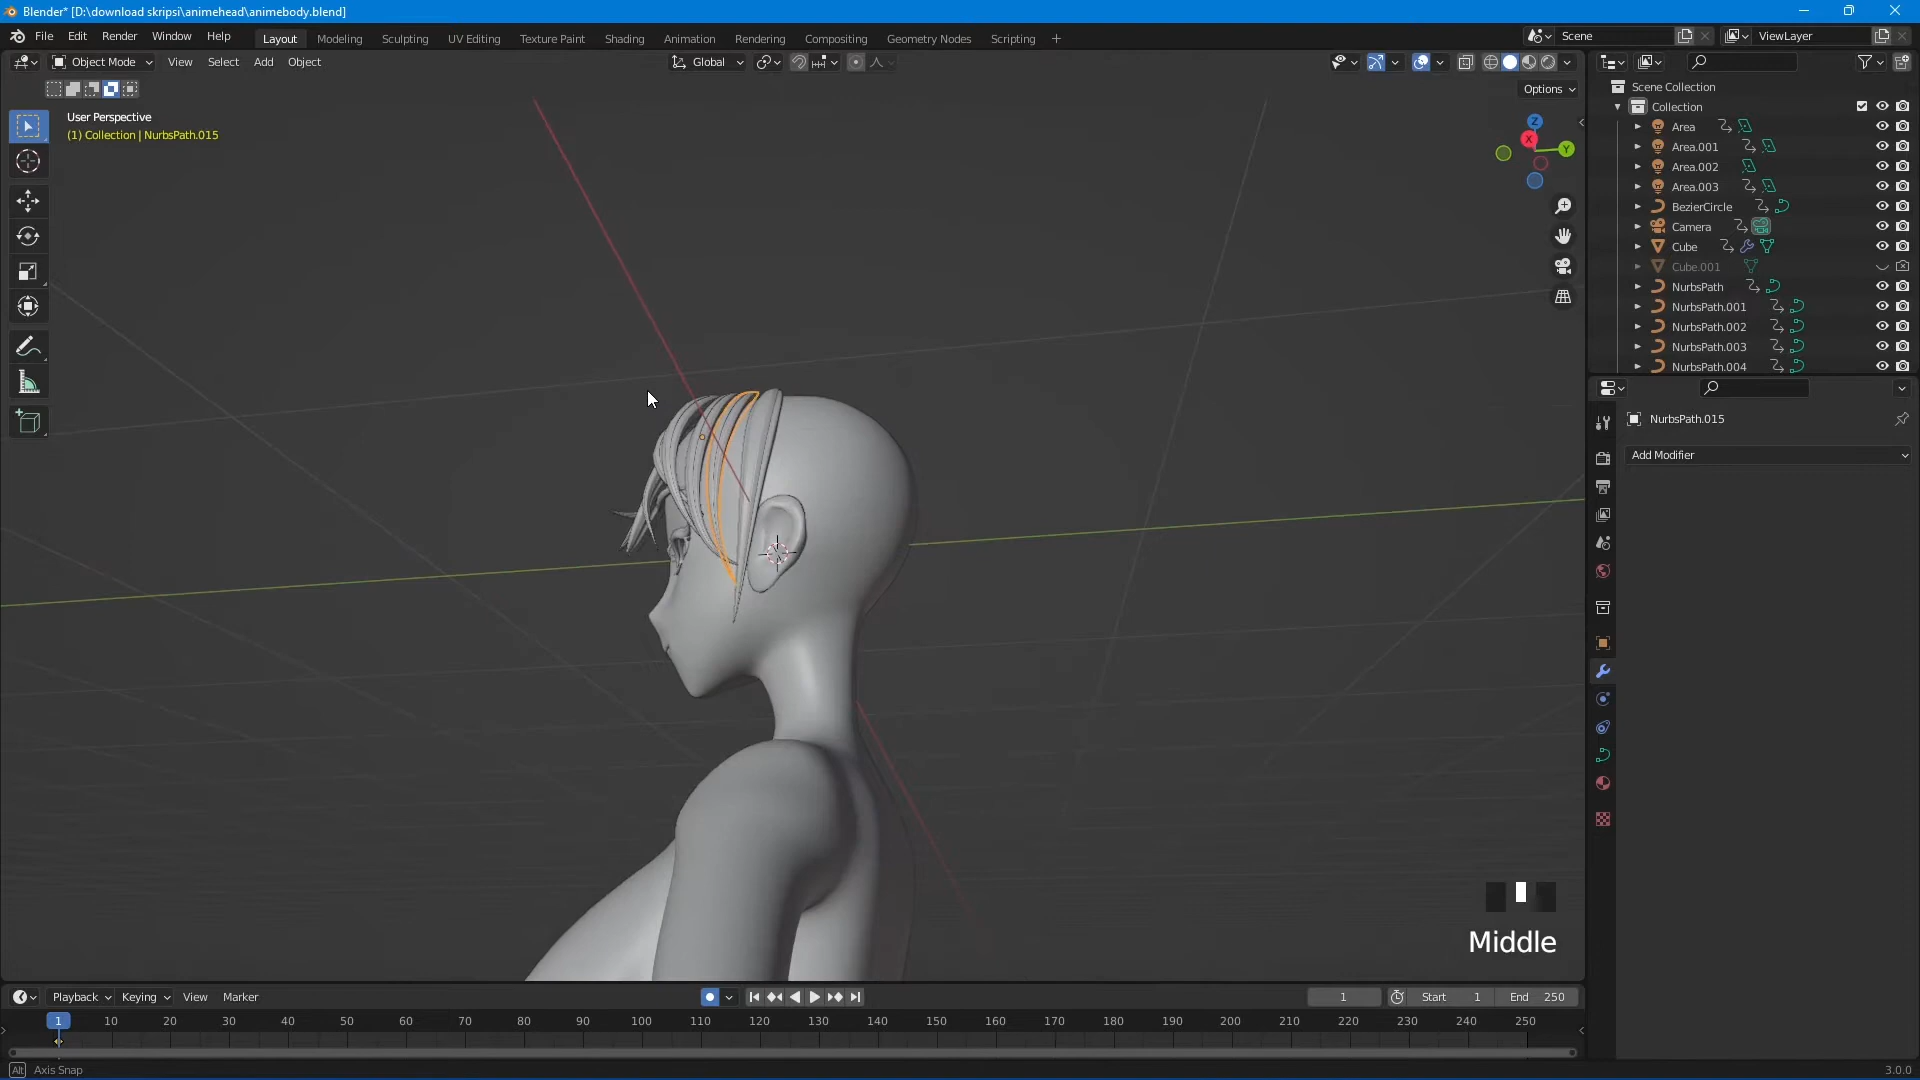 Blender* [D:\download skripsi\animehead\animebody.blend]
File Edit Render Window Help Layout Modeling Sculpting UV Editing Texture Paint Shading Animation Rendering Compositing Geometry Nodes Scripting + Scene ViewLayer
Object Mode View Select Add Object Global
Options
User Perspective
(1) Collection | NurbsPath.015
Z
X
Y
Scene Collection
Collection
Area
Area.001
Area.002
Area.003
BezierCircle
Camera
Cube
Cube.001
NurbsPath
NurbsPath.001
NurbsPath.002
NurbsPath.003
NurbsPath.004
NurbsPath.015
Add Modifier
Middle
Playback Keying View Marker 1 Start 1 End 250
1 10 20 30 40 50 60 70 80 90 100 110 120 130 140 150 160 170 180 190 200 210 220 230 240 250
Alt Axis Snap 3.0.0